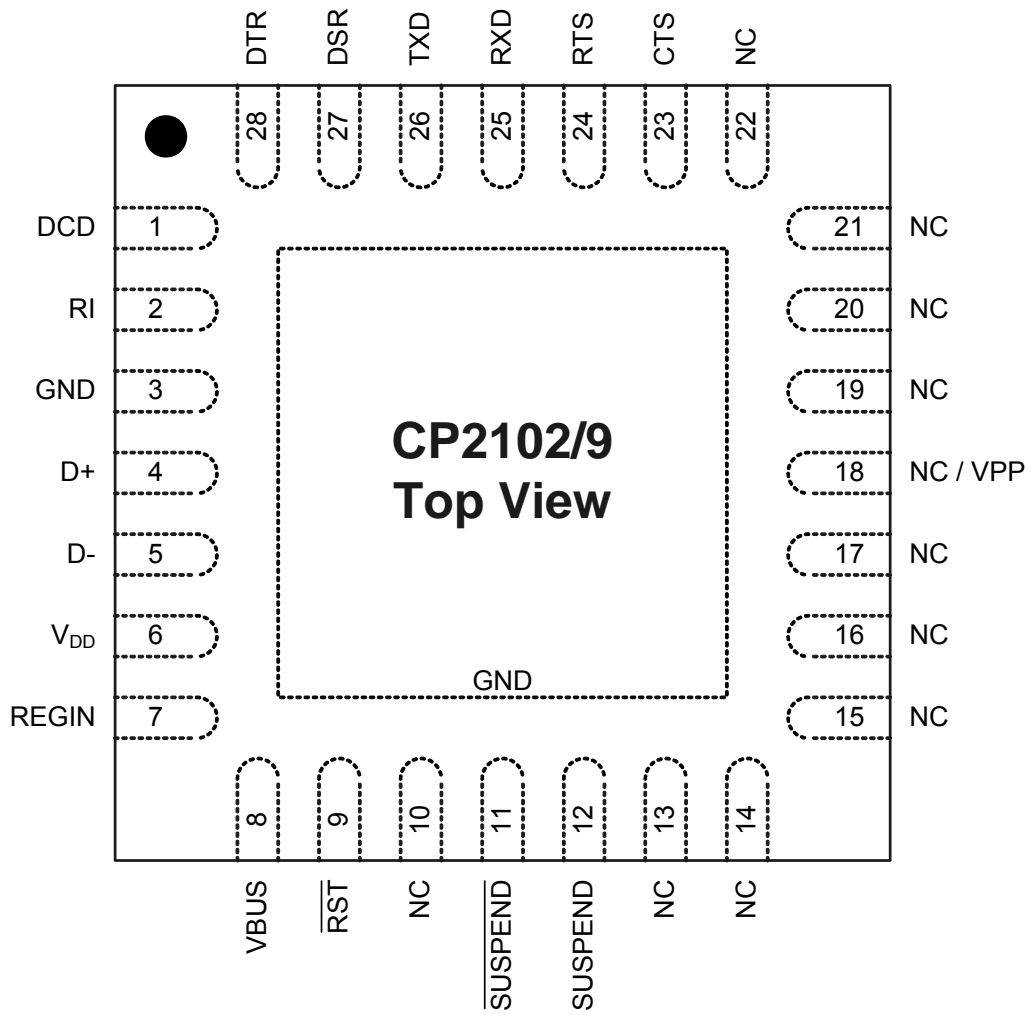 DTR
DSR
TXD
RXD
RTS
CTS
NC
28
27
26
25
24
23
22
DCD
1
21
NC
RI
2
20
NC
GND
3
19
NC
CP2102/9
Top View
D+
4
18
NC / VPP
D-
5
17
NC
VDD
6
16
NC
GND
REGIN
7
15
NC
8
9
10
11
12
13
14
VBUS
RST
NC
SUSPEND
SUSPEND
NC
NC